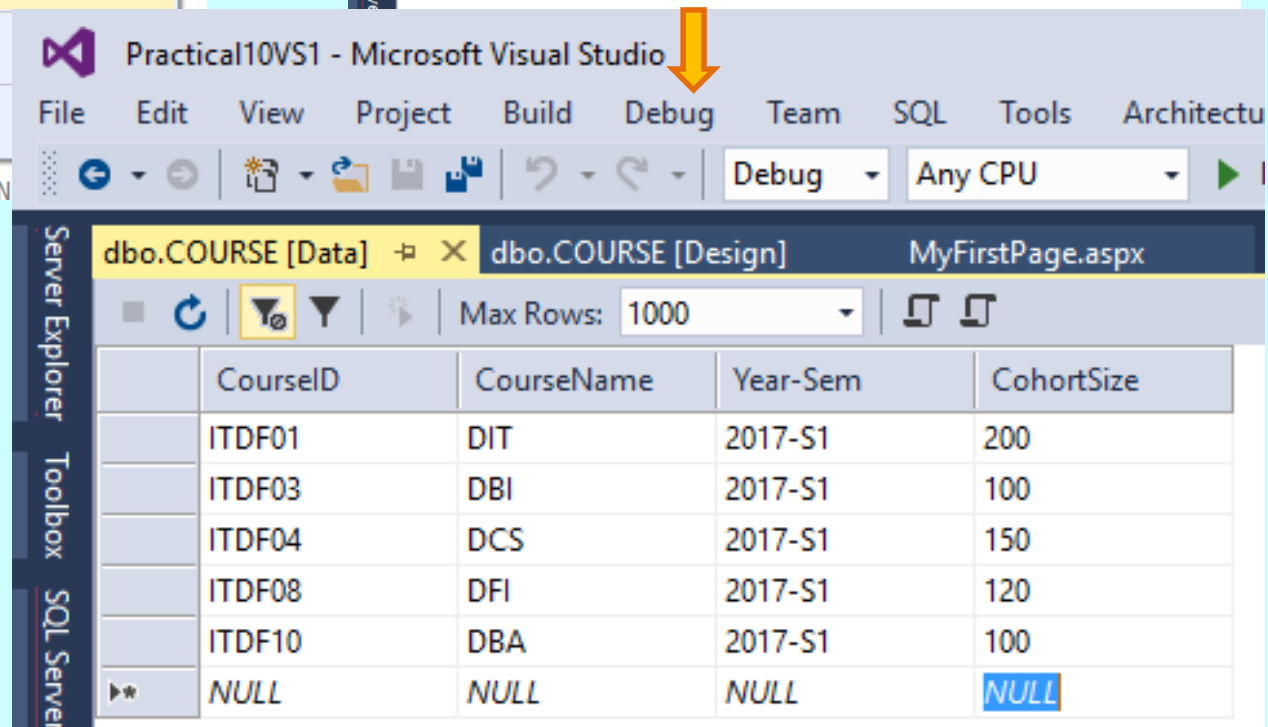 Practical10VS1 - Microsoft Visual Studio
File Edit View Project Build Debug Team SQL Tools Architectu
Debug Any CPU
dbo.COURSE [Data] dbo.COURSE [Design] MyFirstPage.aspx
Max Rows: 1000
Server Explorer
Toolbox
SQL Server
CourseID CourseName Year-Sem CohortSize
ITDF01 DIT 2017-S1 200
ITDF03 DBI 2017-S1 100
ITDF04 DCS 2017-S1 150
ITDF08 DFI 2017-S1 120
ITDF10 DBA 2017-S1 100
NULL NULL NULL NULL